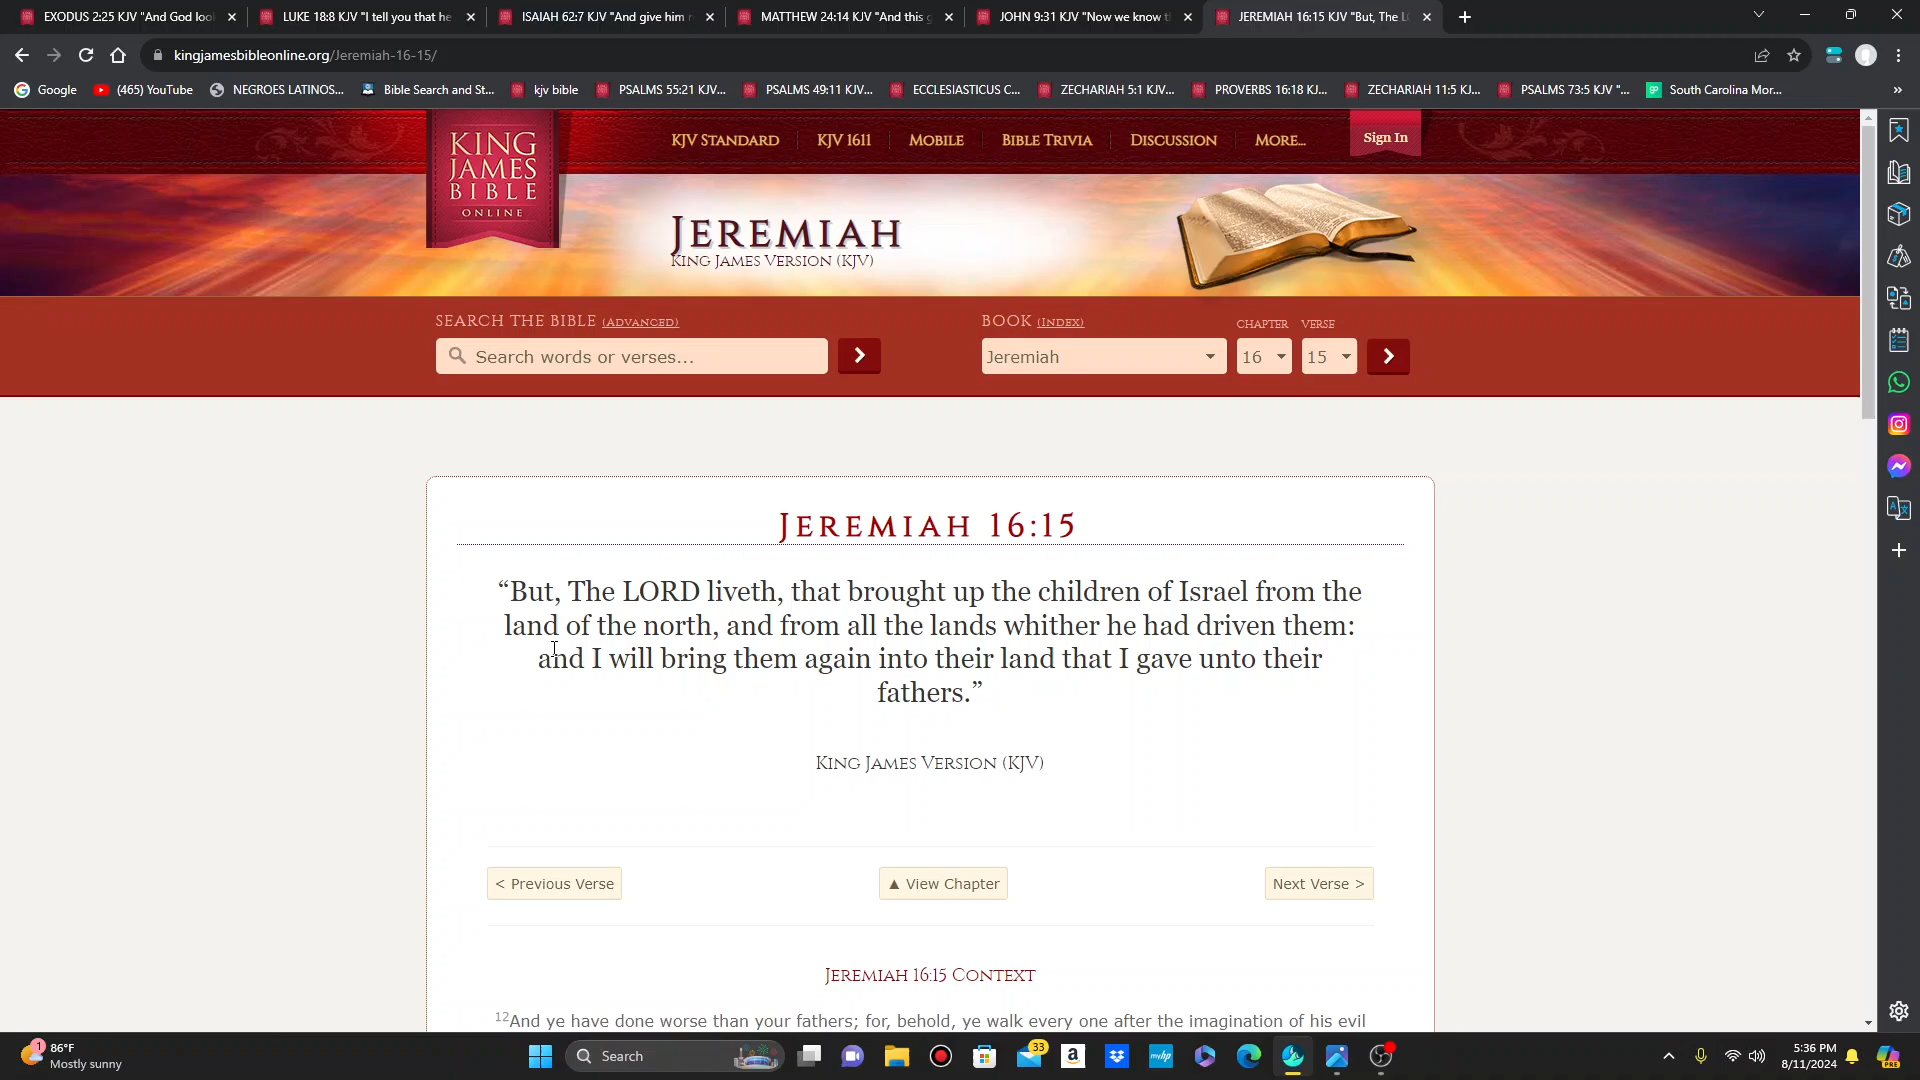 EXODUS 2:25 KJV "And God loo
LUKE 18:8 KJV "I tell you that he
ISAIAH 62:7 KJV "And give him r
MATTHEW 24:14 KJV "And this g
JOHN 9:31 KJV "Now we know t
JEREMIAH 16:15 KJV "But, The L
kingjamesbibleonline.org/Jeremiah-16-15/
Google
(465) YouTube
NEGROES LATINOS...
Bible Search and St...
kjv bible
PSALMS 55:21 KJV...
PSALMS 49:11 KJV...
ECCLESIASTICUS C...
ZECHARIAH 5:1 KJV...
PROVERBS 16:18 KJ...
ZECHARIAH 11:5 KJ...
PSALMS 73:5 KJV "...
South Carolina Mor...
KING
JAMES
BIBLE
ONLINE
KJV STANDARD
KJV 1611
MOBILE
BIBLE TRIVIA
DISCUSSION
MORE...
Sign In
JEREMIAH
KING JAMES VERSION (KJV)
SEARCH THE BIBLE (ADVANCED)
BOOK (INDEX)
CHAPTER
VERSE
Search words or verses...
Jeremiah
16
15
JEREMIAH 16:15
“But, The LORD liveth, that brought up the children of Israel from the
land of the north, and from all the lands whither he had driven them:
and I will bring them again into their land that I gave unto their
fathers.”
KING JAMES VERSION (KJV)
< Previous Verse
▲ View Chapter
Next Verse >
JEREMIAH 16:15 CONTEXT
12And ye have done worse than your fathers; for, behold, ye walk every one after the imagination of his evil
1
86°F
Mostly sunny
Search
33
a
myhp
5:36 PM
8/11/2024
PRE